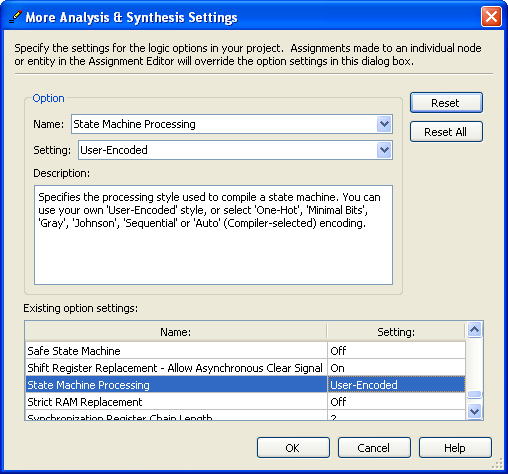 More Analysis & Synthesis Settings
Specify the settings for the logic options in your project. Assignments made to an individual node
or entity in the Assignment Editor will override the option settings in this dialog box.
Option
Name: State Machine Processing
Reset
Setting: User-Encoded
Reset All
Description:
Specifies the processing style used to compile a state machine. You can
use your own 'User-Encoded' style, or select 'One-Hot', 'Minimal Bits',
'Gray', 'Johnson', 'Sequential' or 'Auto' (Compiler-selected) encoding.
Existing option settings:
Name: Setting:
Safe State Machine Off
Shift Register Replacement - Allow Asynchronous Clear Signal On
State Machine Processing User-Encoded
Strict RAM Replacement Off
Synchronization Register Chain Length 2
OK Cancel Help